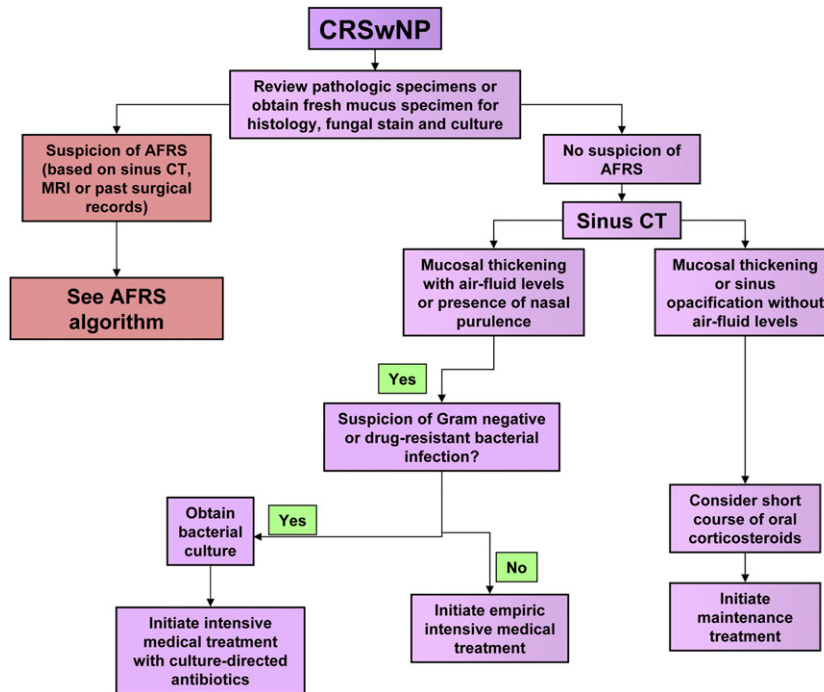 CRSwNP
Review pathologic specimens or
obtain fresh mucus specimen for
histology, fungal stain and culture
Suspicion of AFRS
(based on sinus CT,
MRI or past surgical
records)
No suspicion of
AFRS
Sinus CT
See AFRS
algorithm
Mucosal thickening
with air-fluid levels
or presence of nasal
purulence
Mucosal thickening
or sinus
opacification without
air-fluid levels
Yes
Suspicion of Gram negative
or drug-resistant bacterial
infection?
Obtain
bacterial
culture
Yes
No
Consider short
course of oral
corticosteroids
Initiate intensive
medical treatment
with culture-directed
antibiotics
Initiate empiric
intensive medical
treatment
Initiate
maintenance
treatment